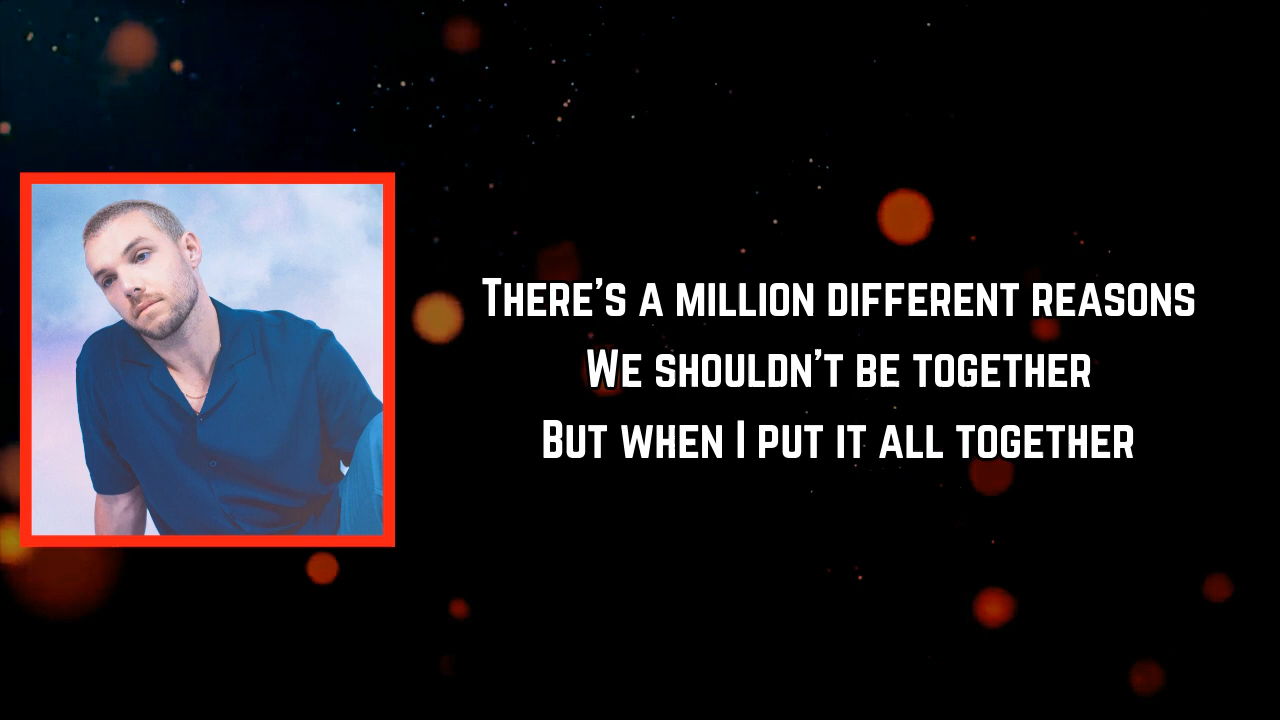 There's a million different reasons
We shouldn't be together
But when I put it all together